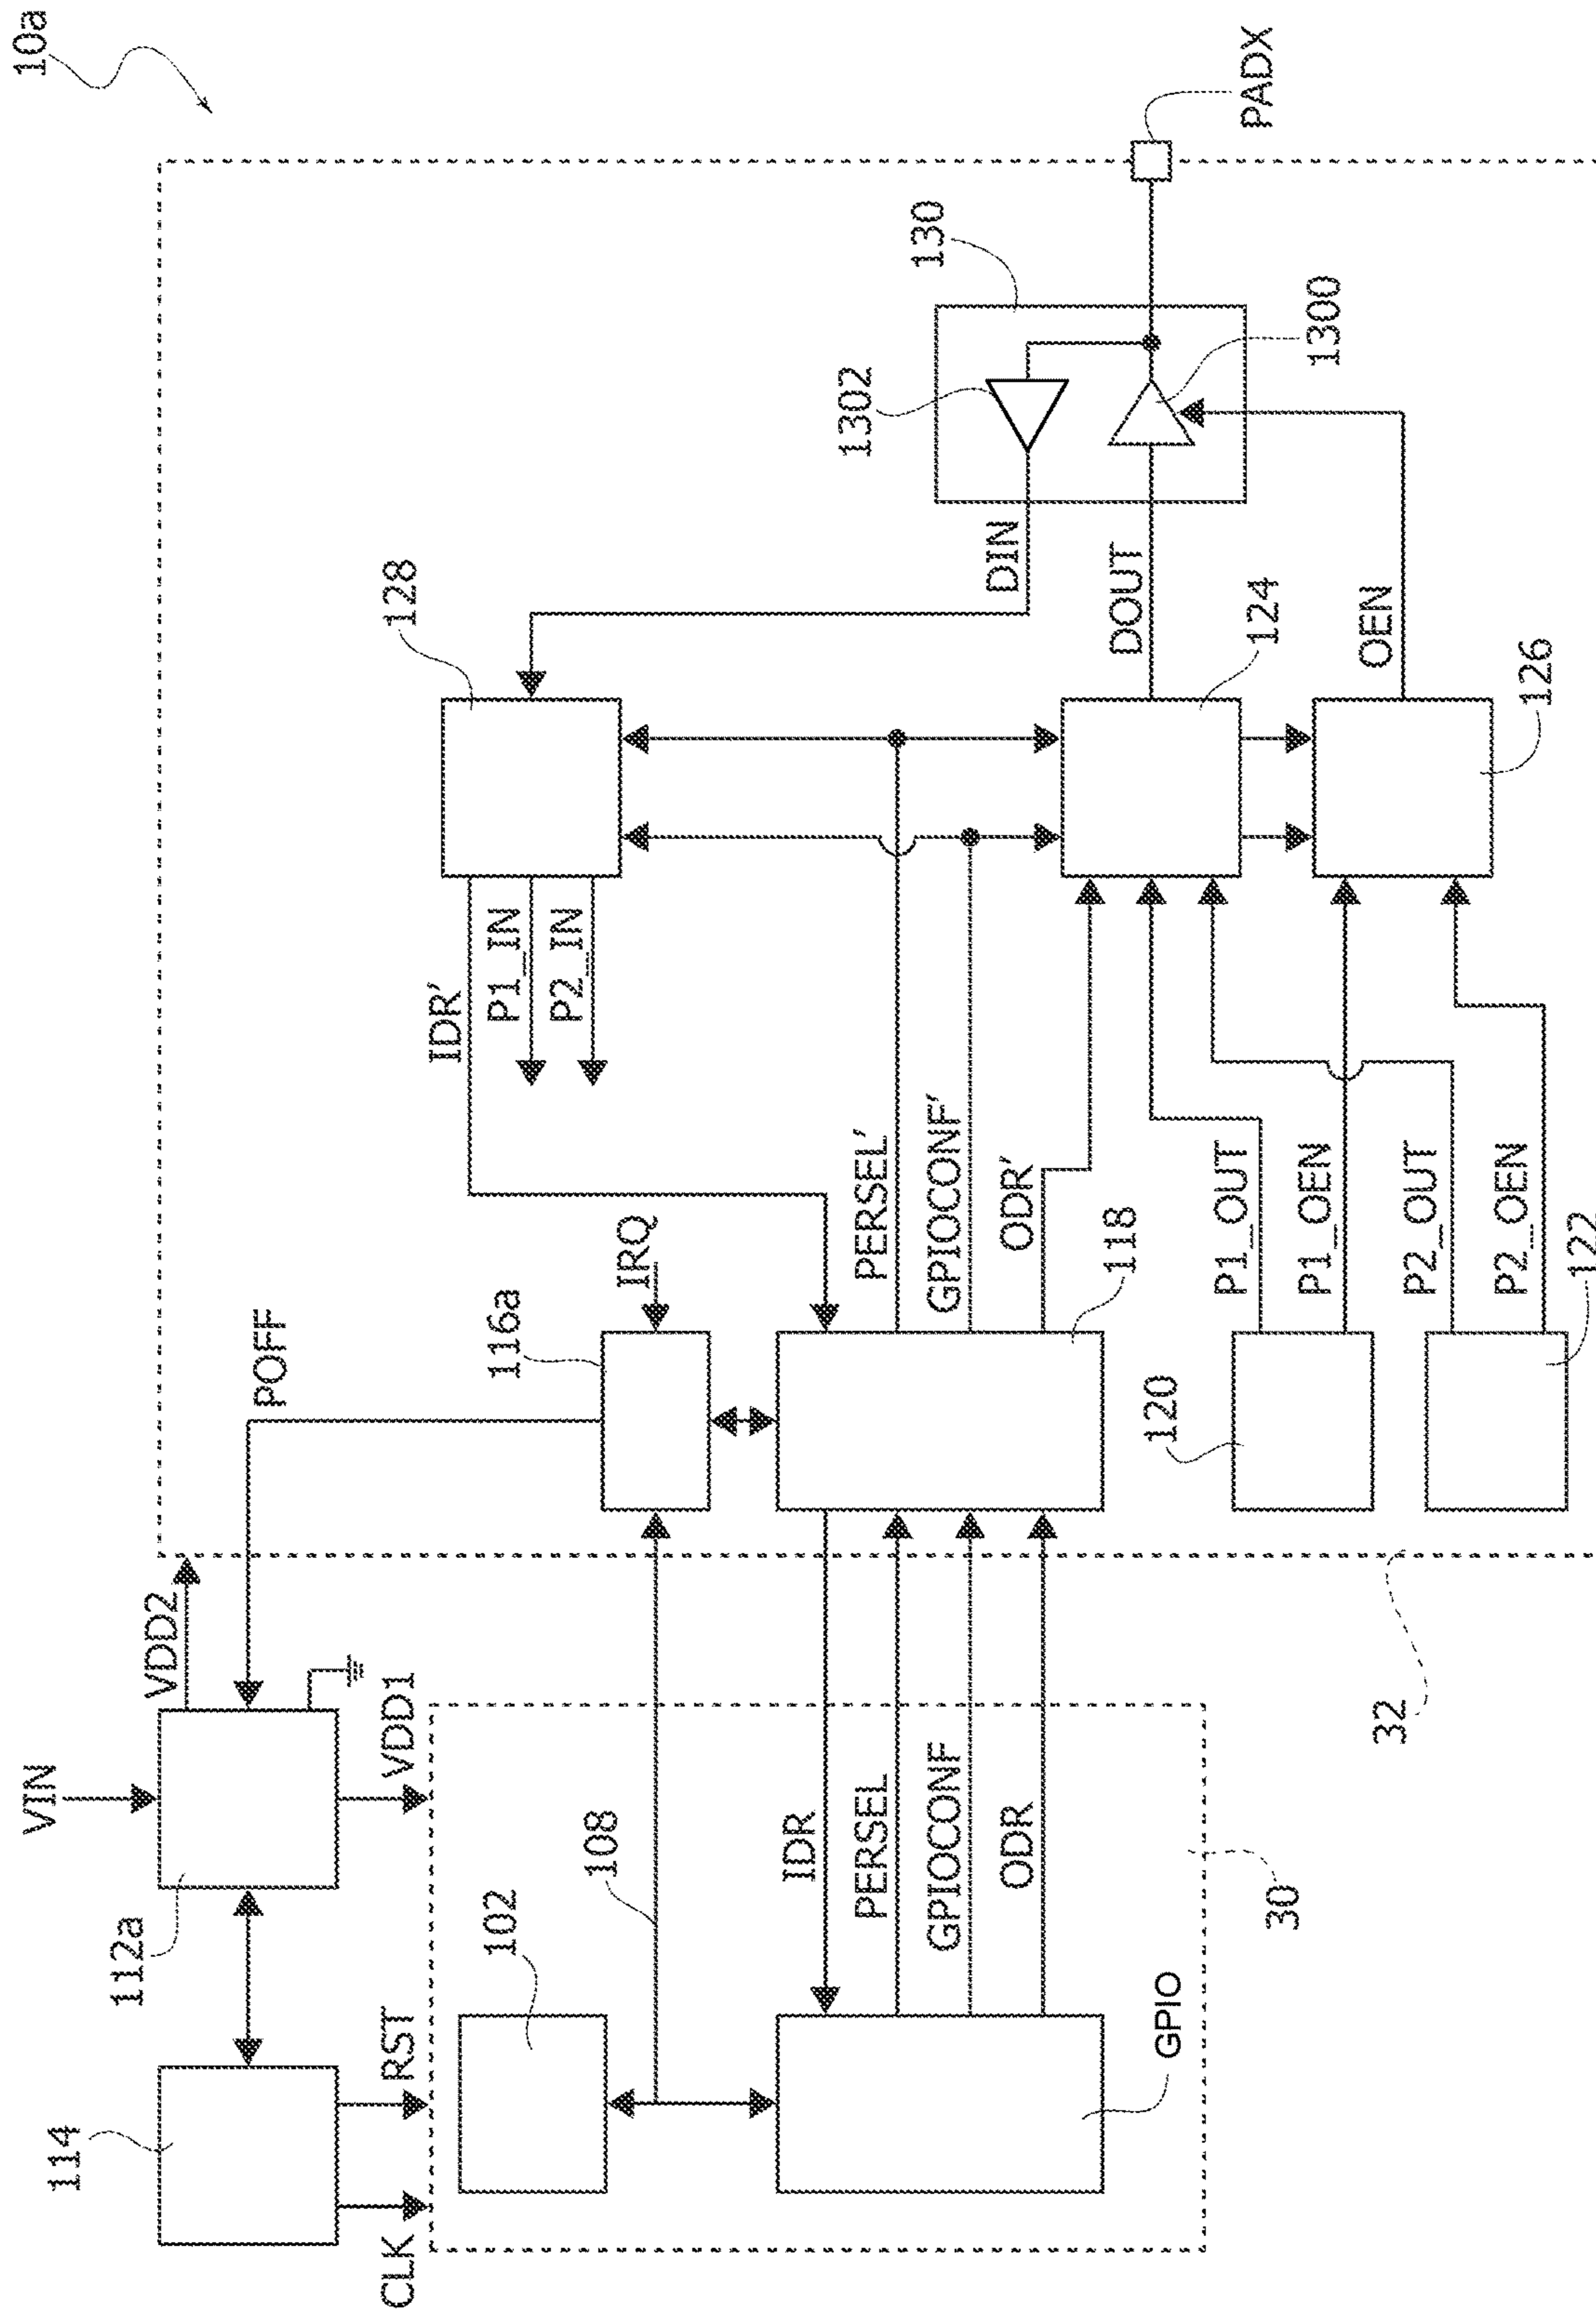 10a
114
CLK
RST
112a
VIN
VDD1
VDD2
POFF
116a
IRQ
102
108
IDR
PERSEL
GPIOCONF
ODR
GPIO
30
32
118
IDR'
P1_IN
P2_IN
PERSEL'
GPIOCONF'
ODR'
128
120
P1_OUT
P1_OEN
P2_OUT
P2_OEN
122
DIN
DOUT
124
OEN
126
130
1302
1300
PADX